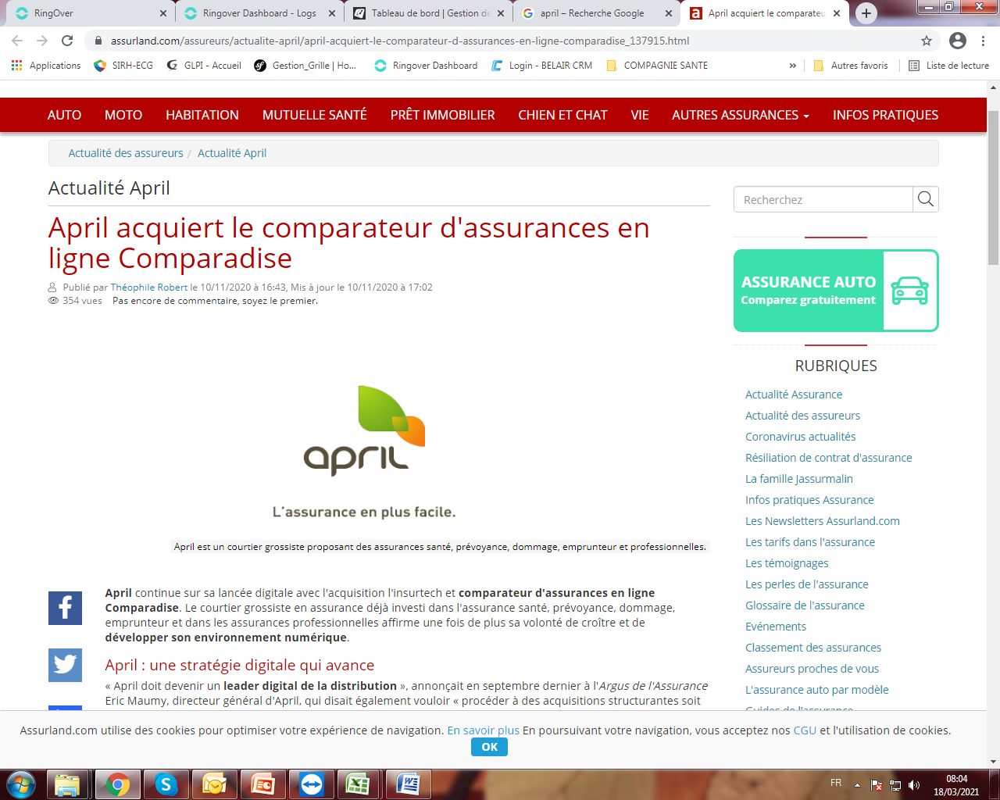 RingOver
Ringover Dashboard - Logs
Tableau de bord | Gestion de
april – Recherche Google
April acquiert le comparateu
assurland.com/assureurs/actualite-april/april-acquiert-le-comparateur-d-assurances-en-ligne-comparadise_137915.html
Applications
SIRH-ECG
GLPI - Accueil
Gestion_Grille | Ho...
Ringover Dashboard
Login - BELAIR CRM
COMPAGNIE SANTE
»
Autres favoris
Liste de lecture
AUTO MOTO HABITATION MUTUELLE SANTÉ PRÊT IMMOBILIER CHIEN ET CHAT VIE AUTRES ASSURANCES INFOS PRATIQUES
Actualité des assureurs / Actualité April
Actualité April
April acquiert le comparateur d'assurances en
ligne Comparadise
Publié par Théophile Robert le 10/11/2020 à 16:43, Mis à jour le 10/11/2020 à 17:02
354 vues Pas encore de commentaire, soyez le premier.
april
L'assurance en plus facile.
April est un courtier grossiste proposant des assurances santé, prévoyance, dommage, emprunteur et professionnelles.
April continue sur sa lancée digitale avec l'acquisition l'insurtech et comparateur d'assurances en ligne
Comparadise. Le courtier grossiste en assurance déjà investi dans l'assurance santé, prévoyance, dommage,
emprunteur et dans les assurances professionnelles affirme une fois de plus sa volonté de croître et de
développer son environnement numérique.
April : une stratégie digitale qui avance
« April doit devenir un leader digital de la distribution », annonçait en septembre dernier à l'Argus de l'Assurance
Eric Maumy, directeur général d'April, qui disait également vouloir « procéder à des acquisitions structurantes soit
Recherchez
ASSURANCE AUTO
Comparez gratuitement
RUBRIQUES
Actualité Assurance
Actualité des assureurs
Coronavirus actualités
Résiliation de contrat d'assurance
La famille Jassurmalin
Infos pratiques Assurance
Les Newsletters Assurland.com
Les tarifs dans l'assurance
Les témoignages
Les perles de l'assurance
Glossaire de l'assurance
Evénements
Classement des assurances
Assureurs proches de vous
L'assurance auto par modèle
Guides de l'assurance
Assurland.com utilise des cookies pour optimiser votre expérience de navigation. En savoir plus En poursuivant votre navigation, vous acceptez nos CGU et l'utilisation de cookies.
OK
FR
08:04
18/03/2021